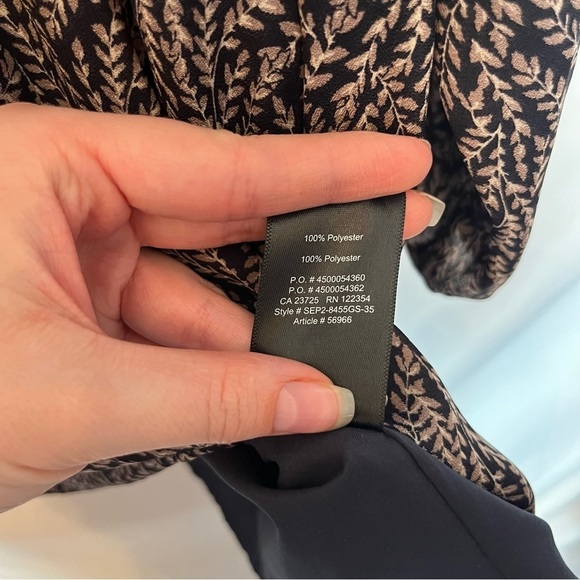 100% Polyester
100% Polyester
P.O. # 4500054360
P.O. # 4500054362
CA 23725 RN 122354
Style # SEP2-8455GS-35
Article # 56966